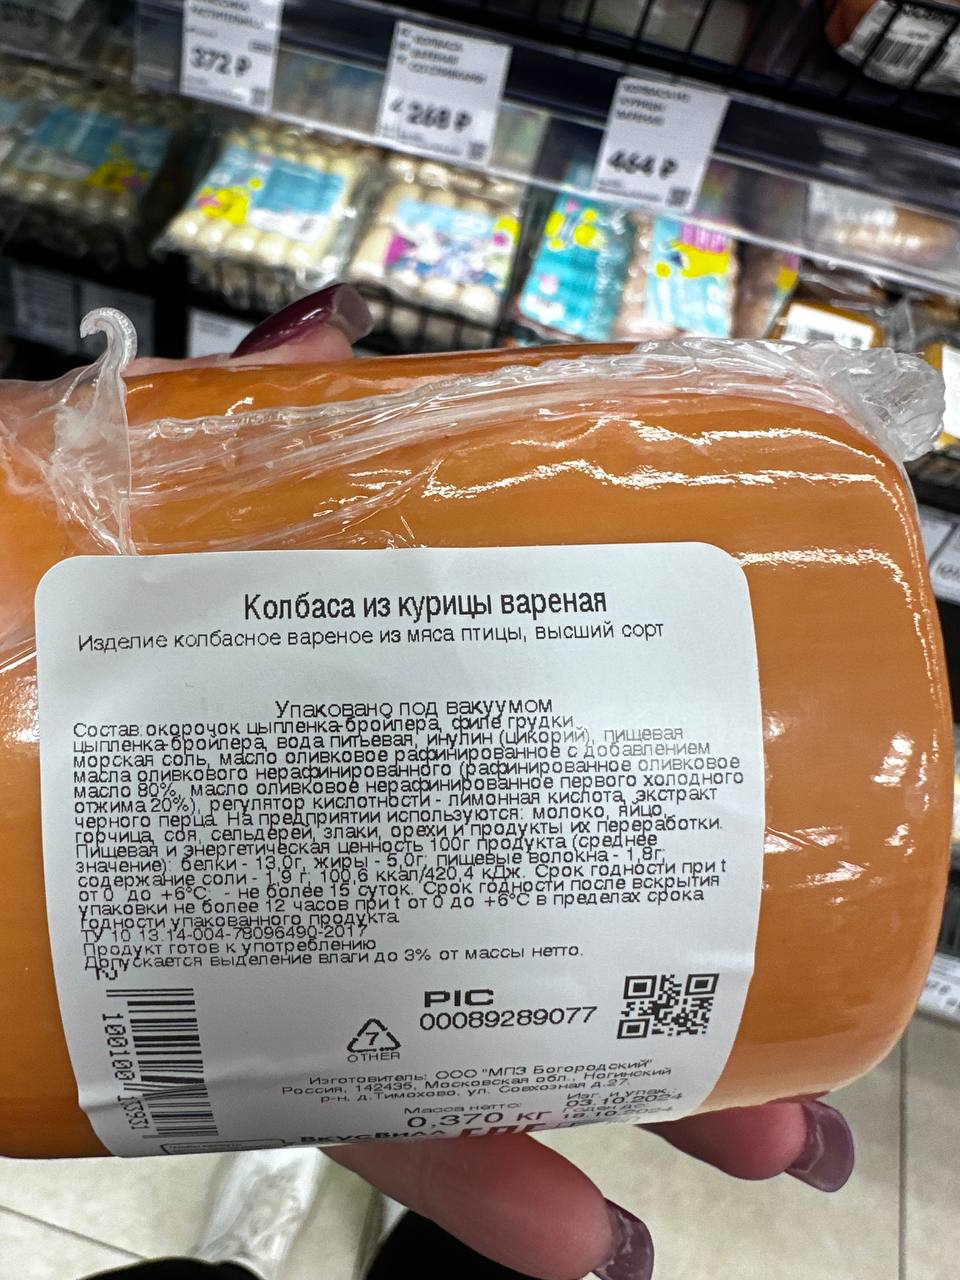 372 ₽
268 ₽
464 ₽
Колбаса из курицы вареная
Изделие колбасное вареное из мяса птицы, высший сорт
Упаковано под вакуумом
Состав: окорочок цыпленка-бройлера, филе грудки
цыпленка-бройлера, вода питьевая, инулин (цикорий), пищевая
морская соль, масло оливковое рафинированное с добавлением
масла оливкового нерафинированного (рафинированное оливковое
масло 80%, масло оливковое нерафинированное первого холодного
отжима 20%), регулятор кислотности - лимонная кислота, экстракт
черного перца. На предприятии используются: молоко, яйцо,
горчица, соя, сельдерей, злаки, орехи и продукты их переработки.
Пищевая и энергетическая ценность 100г продукта (среднее
значение): белки - 13,0г, жиры - 5,0г, пищевые волокна - 1,8г,
содержание соли - 1,9 г, 100,6 ккал/420,4 кДж. Срок годности при t
от 0 до +6°С: - не более 15 суток. Срок годности после вскрытия
упаковки не более 12 часов при t от 0 до +6°С в пределах срока
годности упакованного продукта
ТУ 10.13.14-004-78096490-2017
Продукт готов к употреблению
Допускается выделение влаги до 3% от массы нетто.
PIC
00089289077
7
OTHER
Изготовитель: ООО "МПЗ Богородский"
Россия, 142435, Московская обл., Ногинский
р-н, д.Тимохово, ул. Совхозная д.27.
Масса нетто:
0,370 кг
Изг. и Упак.:
03.10.2024
Годен до:
18.10.2024
ВкусВилл